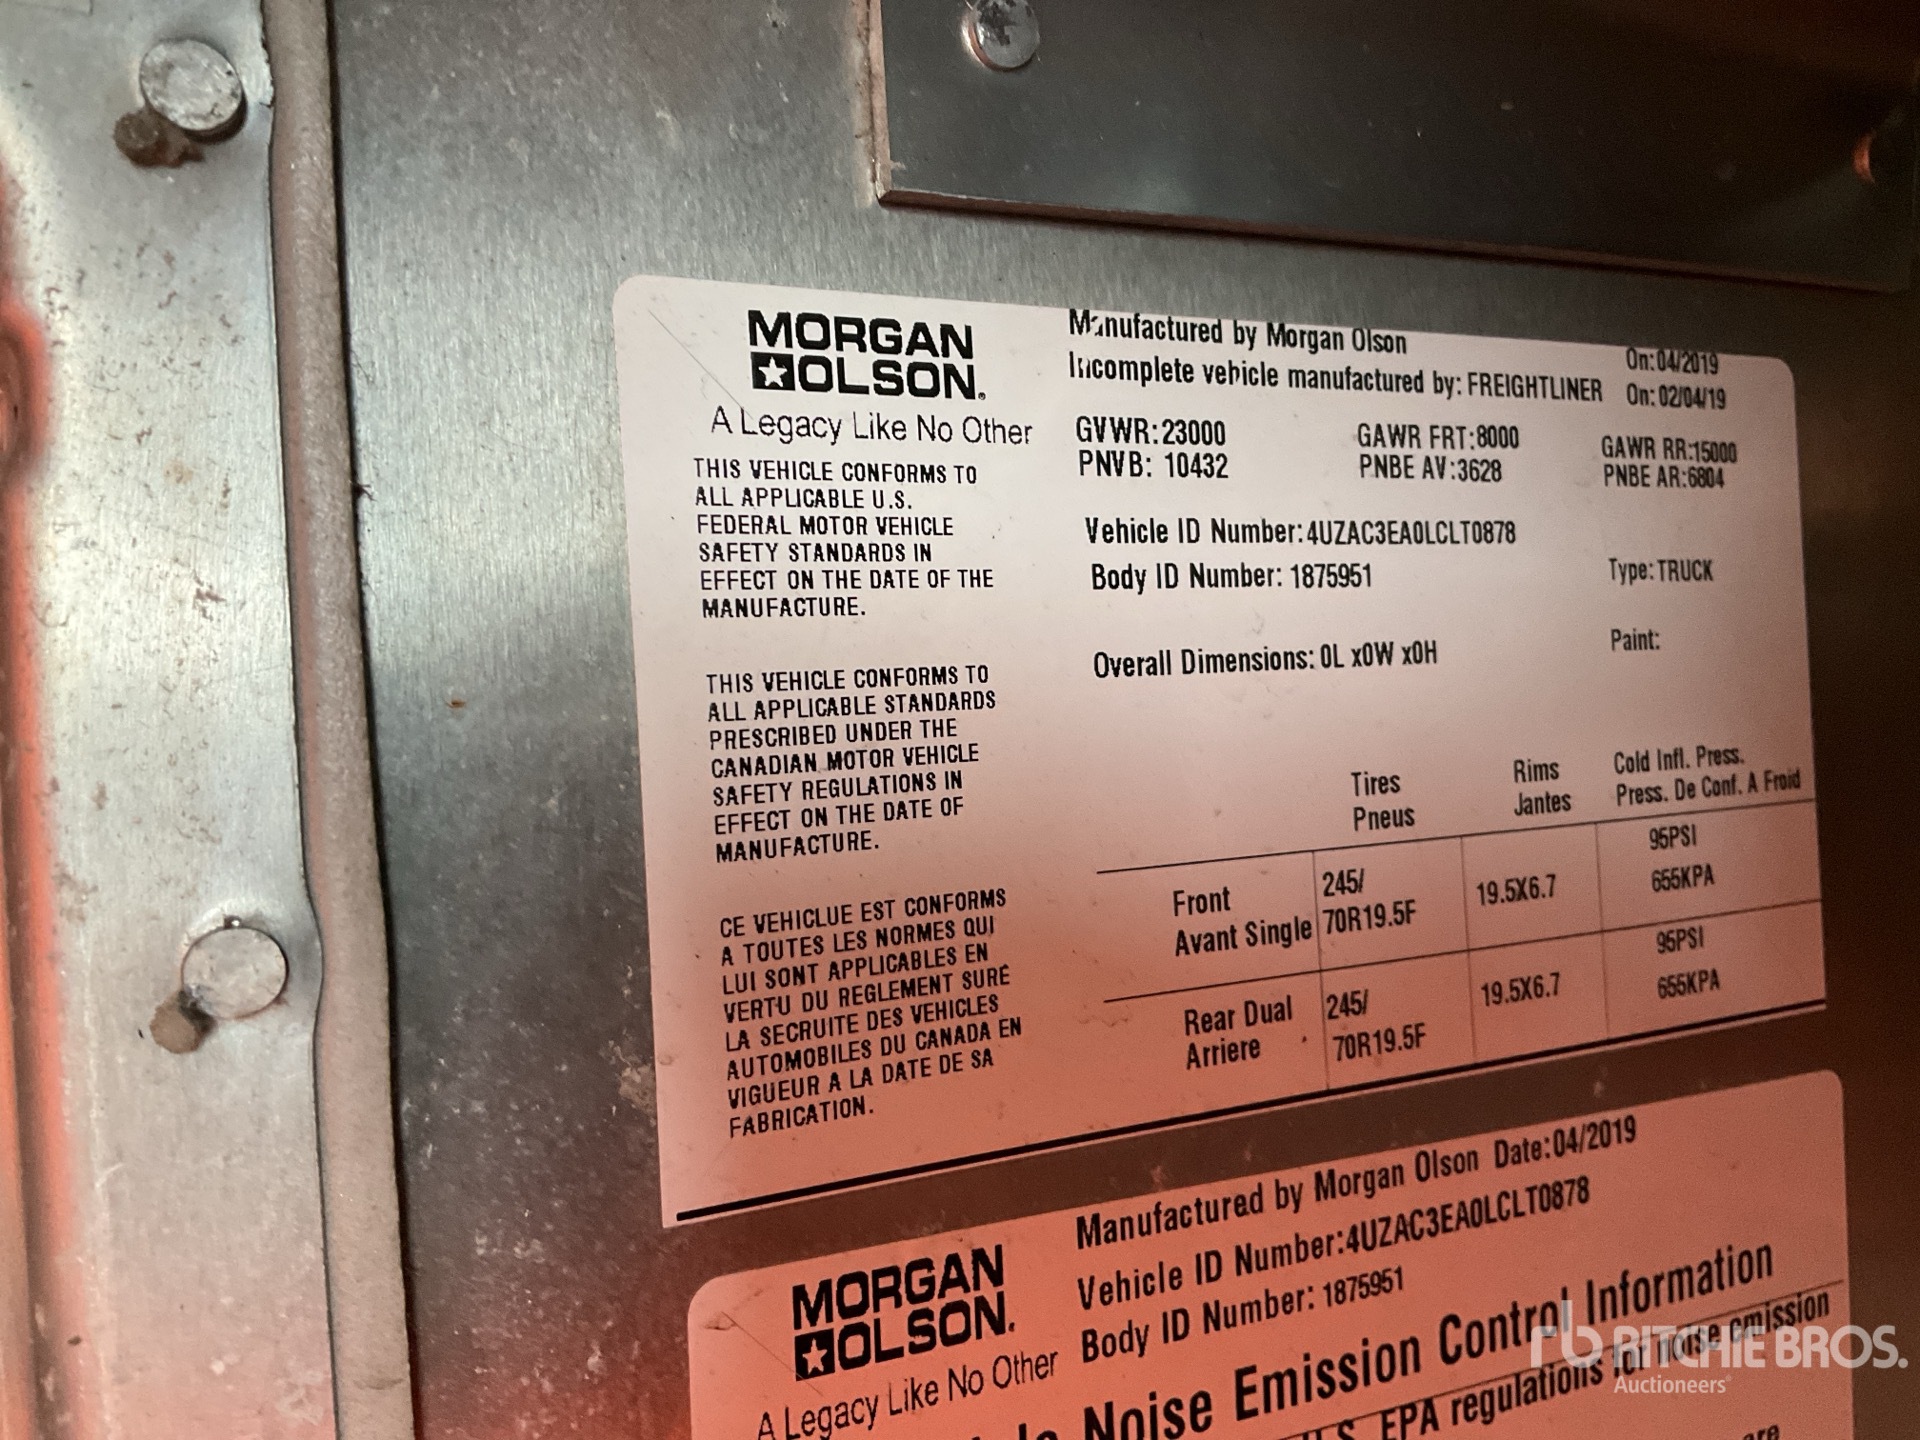 MORGAN
OLSON.
A Legacy Like No Other
THIS VEHICLE CONFORMS TO
ALL APPLICABLE U.S.
FEDERAL MOTOR VEHICLE
SAFETY STANDARDS IN
EFFECT ON THE DATE OF THE
MANUFACTURE.
THIS VEHICLE CONFORMS TO
ALL APPLICABLE STANDARDS
PRESCRIBED UNDER THE
CANADIAN MOTOR VEHICLE
SAFETY REGULATIONS IN
EFFECT ON THE DATE OF
MANUFACTURE.
CE VEHICLUE EST CONFORMS
A TOUTES LES NORMES QUI
LUI SONT APPLICABLES EN
VERTU DU REGLEMENT SURE
LA SECRUITE DES VEHICLES
AUTOMOBILES DU CANADA EN
VIGUEUR A LA DATE DE SA
FABRICATION.
Manufactured by Morgan Olson On: 04/2019
Incomplete vehicle manufactured by: FREIGHTLINER On: 02/04/19
GVWR: 23000 GAWR FRT: 8000 GAWR RR: 15000
PNVB: 10432 PNBE AV: 3628 PNBE AR: 6804
Vehicle ID Number: 4UZAC3EA0LCLT0878
Body ID Number: 1875951 Type: TRUCK
Overall Dimensions: 0L x0W x0H Paint:
Tires Rims Cold Infl. Press.
Pneus Jantes Press. De Conf. A Froid
Front 245/ 19.5X6.7 95PSI
Avant Single 70R19.5F 655KPA
Rear Dual 245/ 19.5X6.7 95PSI
Arriere 70R19.5F 655KPA
MORGAN
OLSON.
A Legacy Like No Other
Manufactured by Morgan Olson Date: 04/2019
Vehicle ID Number: 4UZAC3EA0LCLT0878
Body ID Number: 1875951
Noise Emission Control Information
EPA regulations for noise emission
rb RITCHIE BROS.
Auctioneers